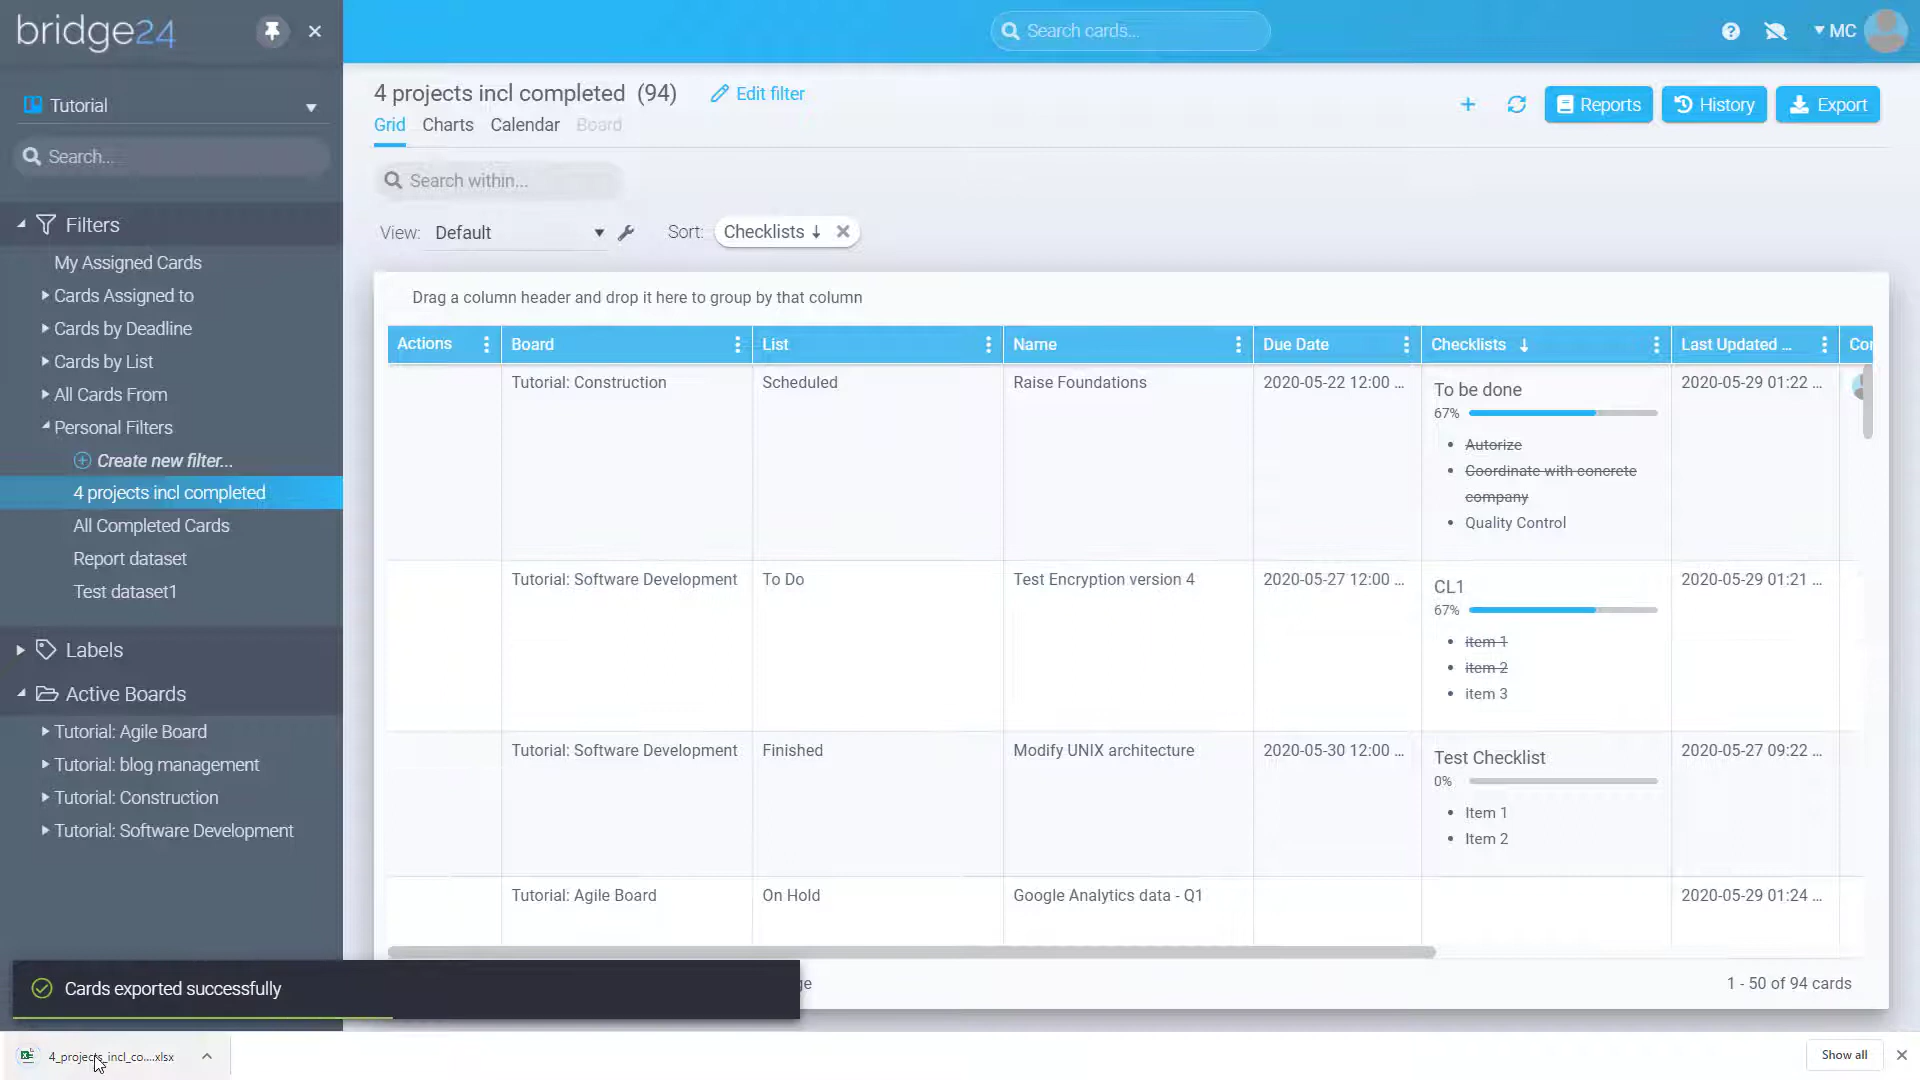 bridge24
Search cards...
MC
Tutorial
Search...
Filters
My Assigned Cards
Cards Assigned to
Cards by Deadline
Cards by List
All Cards From
Personal Filters
Create new filter...
4 projects incl completed
All Completed Cards
Report dataset
Test dataset1
Labels
Active Boards
Tutorial: Agile Board
Tutorial: blog management
Tutorial: Construction
Tutorial: Software Development
4 projects incl completed (94) Edit filter
Grid Charts Calendar Board
Reports History Export
Search within...
View: Default Sort: Checklists ↓
Drag a column header and drop it here to group by that column
Actions Board List Name Due Date Checklists ↓ Last Updated ... Cor
Tutorial: Construction Scheduled Raise Foundations 2020-05-22 12:00 ... To be done 2020-05-29 01:22 ...
67%
Autorize
Coordinate with concrete
company
Quality Control
Tutorial: Software Development To Do Test Encryption version 4 2020-05-27 12:00 ... CL1 2020-05-29 01:21 ...
67%
item 1
item 2
item 3
Tutorial: Software Development Finished Modify UNIX architecture 2020-05-30 12:00 ... Test Checklist 2020-05-27 09:22 ...
0%
Item 1
Item 2
Tutorial: Agile Board On Hold Google Analytics data - Q1 2020-05-29 01:24 ...
ge 1 - 50 of 94 cards
Cards exported successfully
4_projects_incl_co....xlsx
Show all